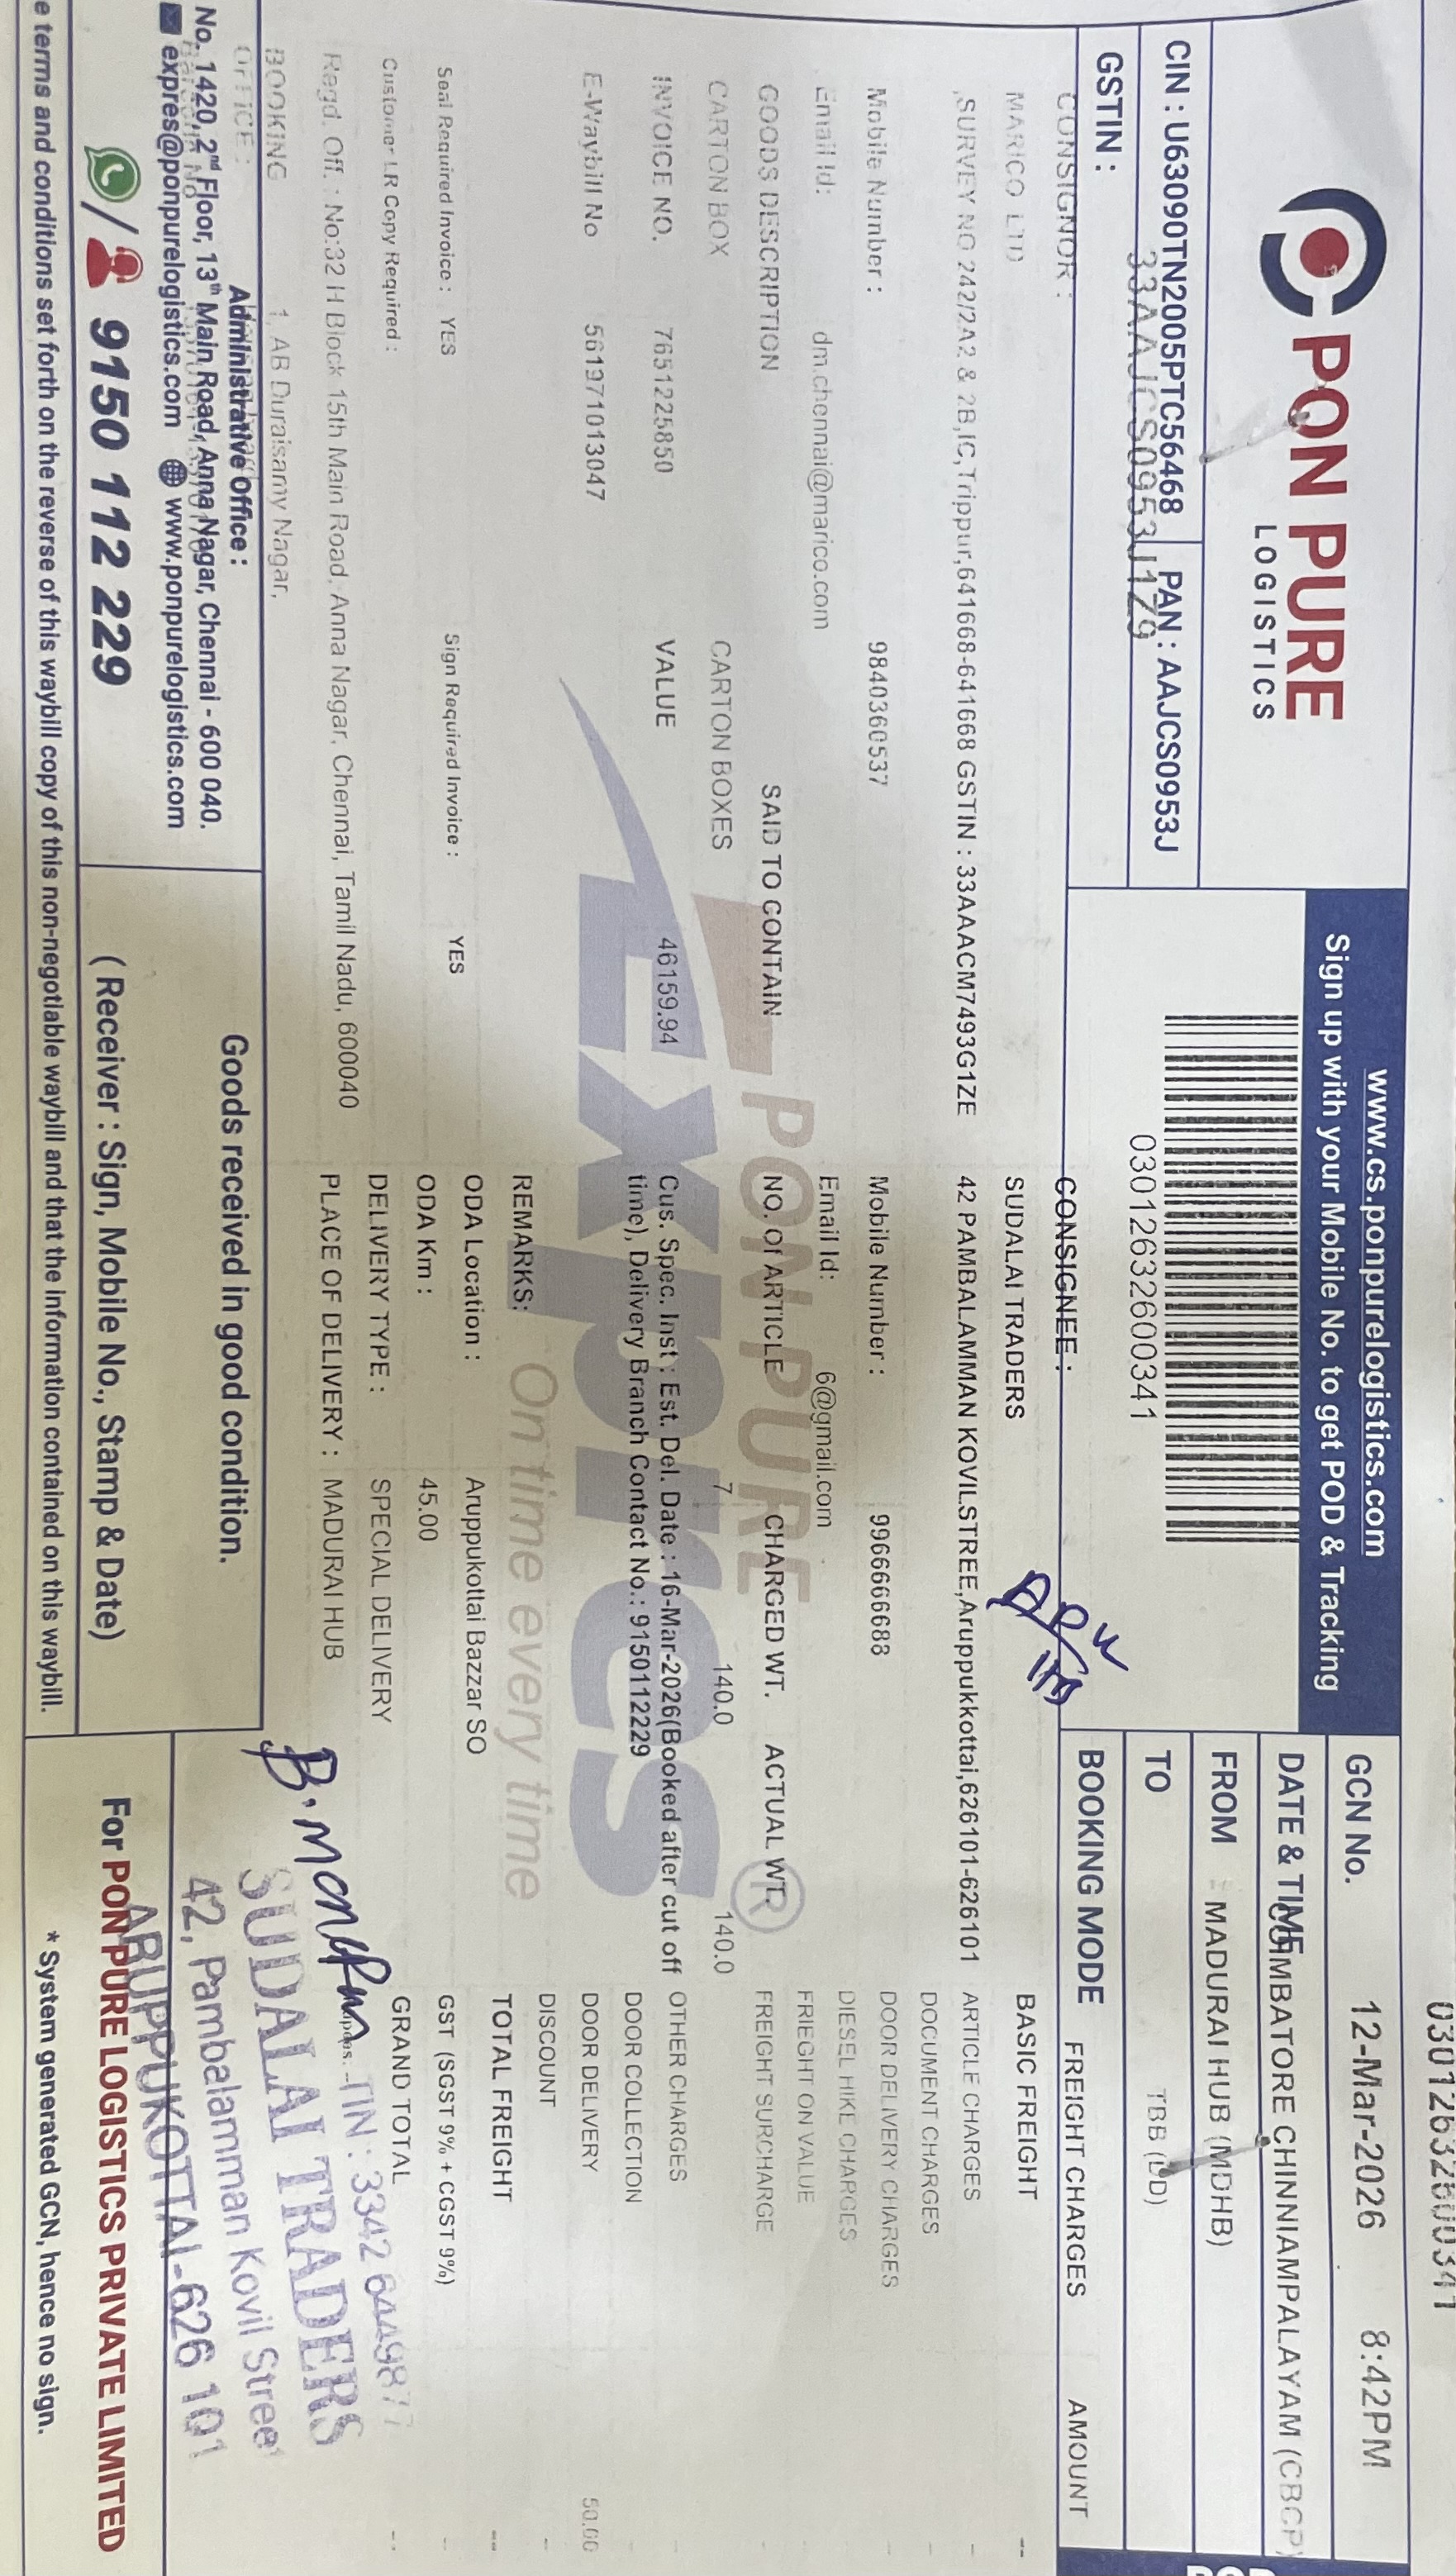 03012632600341
PON PURE
LOGISTICS
CIN : U63090TN2005PTC56468
PAN : AAJCS0953J
GSTIN :
33AAJCS0953J1Z9
www.cs.ponpurelogistics.com
Sign up with your Mobile No. to get POD & Tracking
03012632600341
GCN No.
12-Mar-2026 8:42PM
DATE & TIME
COIMBATORE CHINNIAMPALAYAM (CBCP)
FROM : MADURAI HUB (MDHB)
TO
TBB (LD)
BOOKING MODE
FREIGHT CHARGES AMOUNT
CONSIGNOR :
MARICO LTD
,SURVEY NO 242/2A2 & 2B,IC,Trippur,641668-641668 GSTIN : 33AAACM7493G1ZE
Mobile Number : 9840360537
Email Id: dm.chennai@marico.com
CONSIGNEE :
SUDALAI TRADERS
42 PAMBALAMMAN KOVILSTREE,Aruppukkottai,626101-626101
Mobile Number : 9966666688
Email Id: 6@gmail.com
GOODS DESCRIPTION SAID TO CONTAIN NO. Of ARTICLE CHARGED WT. ACTUAL WT.
CARTON BOX CARTON BOXES 7 140.0 140.0
INVOICE NO. 7651225850 VALUE 46159.94
Cus. Spec. Inst : Est. Del. Date : 16-Mar-2026(Booked after cut off
time), Delivery Branch Contact No.: 9150112229
E-Waybill No 561971013047
REMARKS:
Seal Required Invoice : YES Sign Required Invoice : YES
ODA Location : Aruppukottai Bazzar SO
Customer LR Copy Required :
ODA Km : 45.00
DELIVERY TYPE : SPECIAL DELIVERY
Regd. Off. : No:32 H Block 15th Main Road, Anna Nagar, Chennai, Tamil Nadu, 600040
PLACE OF DELIVERY : MADURAI HUB
PON PURE
Expres
®
On time every time
BASIC FREIGHT --
ARTICLE CHARGES -
DOCUMENT CHARGES -
DOOR DELIVERY CHARGES -
DIESEL HIKE CHARGES -
FRIEGHT ON VALUE -
FREIGHT SURCHARGE -
OTHER CHARGES -
DOOR COLLECTION -
DOOR DELIVERY 50.00
DISCOUNT -
TOTAL FREIGHT --
GST (SGST 9% + CGST 9%) -
GRAND TOTAL --
BOOKING
OFFICE :
1, AB Duraisamy Nagar,
Administrative Office :
No. 1420, 2nd Floor, 13th Main Road, Anna Nagar, Chennai - 600 040.
expres@ponpurelogistics.com www.ponpurelogistics.com
/ 9150 112 229
Goods received in good condition.
( Receiver : Sign, Mobile No., Stamp & Date)
TIN : 3342644987
SUDALAI TRADERS
42, Pambalamman Kovil Stree
ARUPPUKOTTAI-626 101
For PON PURE LOGISTICS PRIVATE LIMITED
* System generated GCN, hence no sign.
e terms and conditions set forth on the reverse of this waybill copy of this non-negotiable waybill and that the information contained on this waybill.